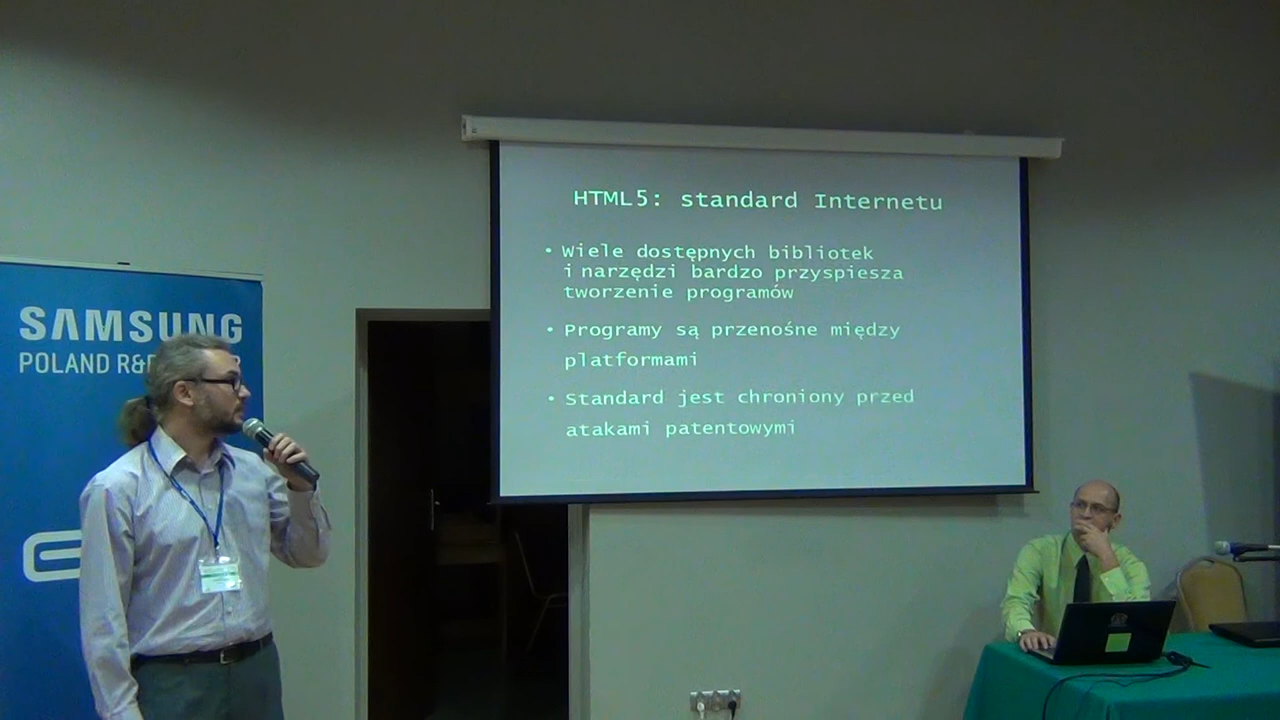 HTML5: standard Internetu
• Wiele dostępnych bibliotek
i narzędzi bardzo przyspiesza
tworzenie programów
• Programy są przenośne między
platformami
• Standard jest chroniony przed
atakami patentowymi
SAMSUNG
POLAND R&